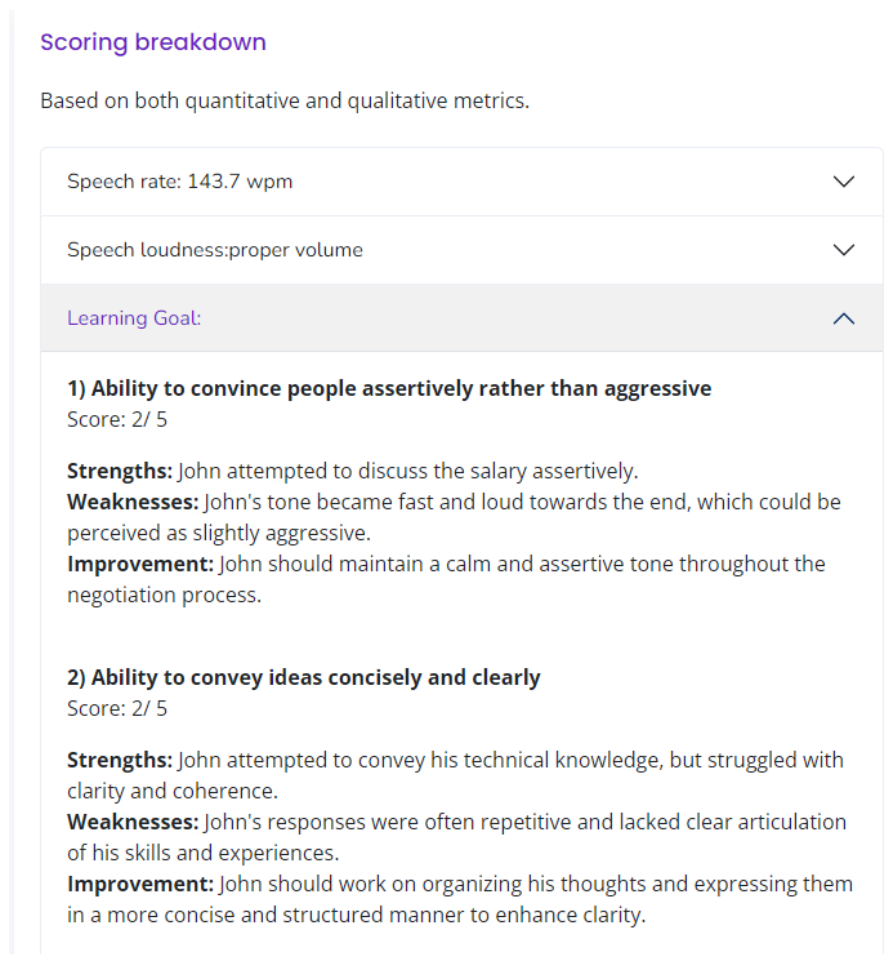 Scoring breakdown
Based on both quantitative and qualitative metrics.
Speech rate: 143.7 wpm
Speech loudness:proper volume
Learning Goal:
1) Ability to convince people assertively rather than aggressive
Score: 2/ 5
Strengths: John attempted to discuss the salary assertively.
Weaknesses: John's tone became fast and loud towards the end, which could be
perceived as slightly aggressive.
Improvement: John should maintain a calm and assertive tone throughout the
negotiation process.
2) Ability to convey ideas concisely and clearly
Score: 2/ 5
Strengths: John attempted to convey his technical knowledge, but struggled with
clarity and coherence.
Weaknesses: John's responses were often repetitive and lacked clear articulation
of his skills and experiences.
Improvement: John should work on organizing his thoughts and expressing them
in a more concise and structured manner to enhance clarity.